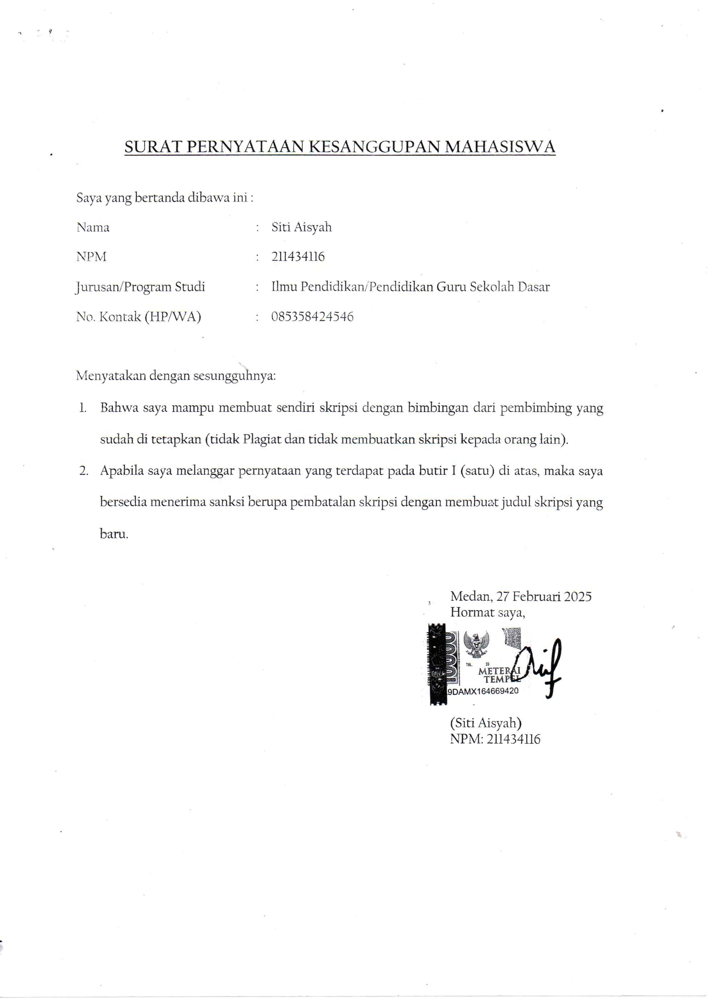 SURAT PERNYATAAN KESANGGUPAN MAHASISWA
Saya yang bertanda dibawa ini :
Nama : Siti Aisyah
NPM : 211434116
Jurusan/Program Studi : Ilmu Pendidikan/Pendidikan Guru Sekolah Dasar
No. Kontak (HP/WA) : 085358424546
Menyatakan dengan sesungguhnya:
1. Bahwa saya mampu membuat sendiri skripsi dengan bimbingan dari pembimbing yang
sudah di tetapkan (tidak Plagiat dan tidak membuatkan skripsi kepada orang lain).
2. Apabila saya melanggar pernyataan yang terdapat pada butir I (satu) di atas, maka saya
bersedia menerima sanksi berupa pembatalan skripsi dengan membuat judul skripsi yang
baru.
Medan, 27 Februari 2025
Hormat saya,
10000
TGL. 20
METERAI
TEMPEL
9DAMX164669420
(Siti Aisyah)
NPM: 211434116